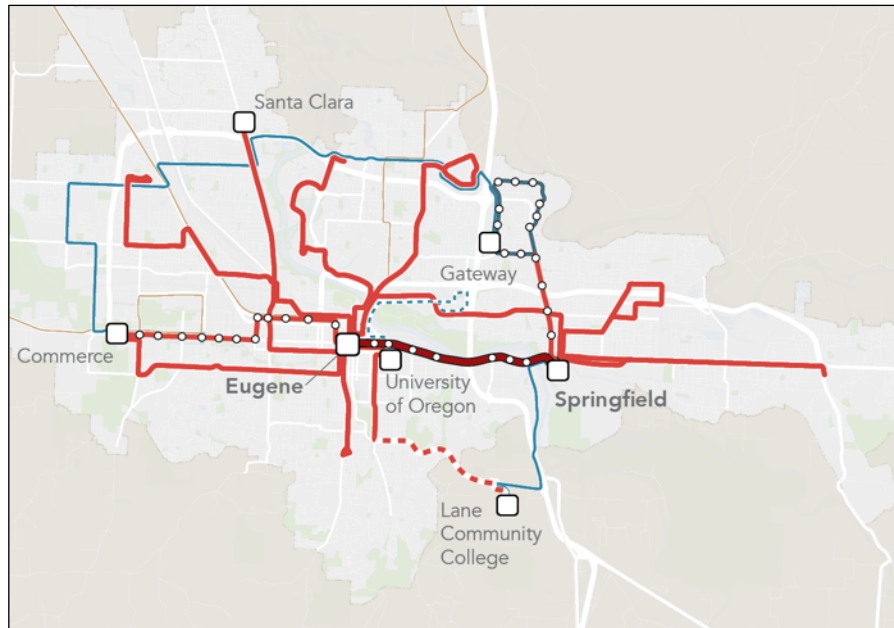 Santa Clara
Gateway
Commerce
Eugene
University
of Oregon
Springfield
Lane
Community
College